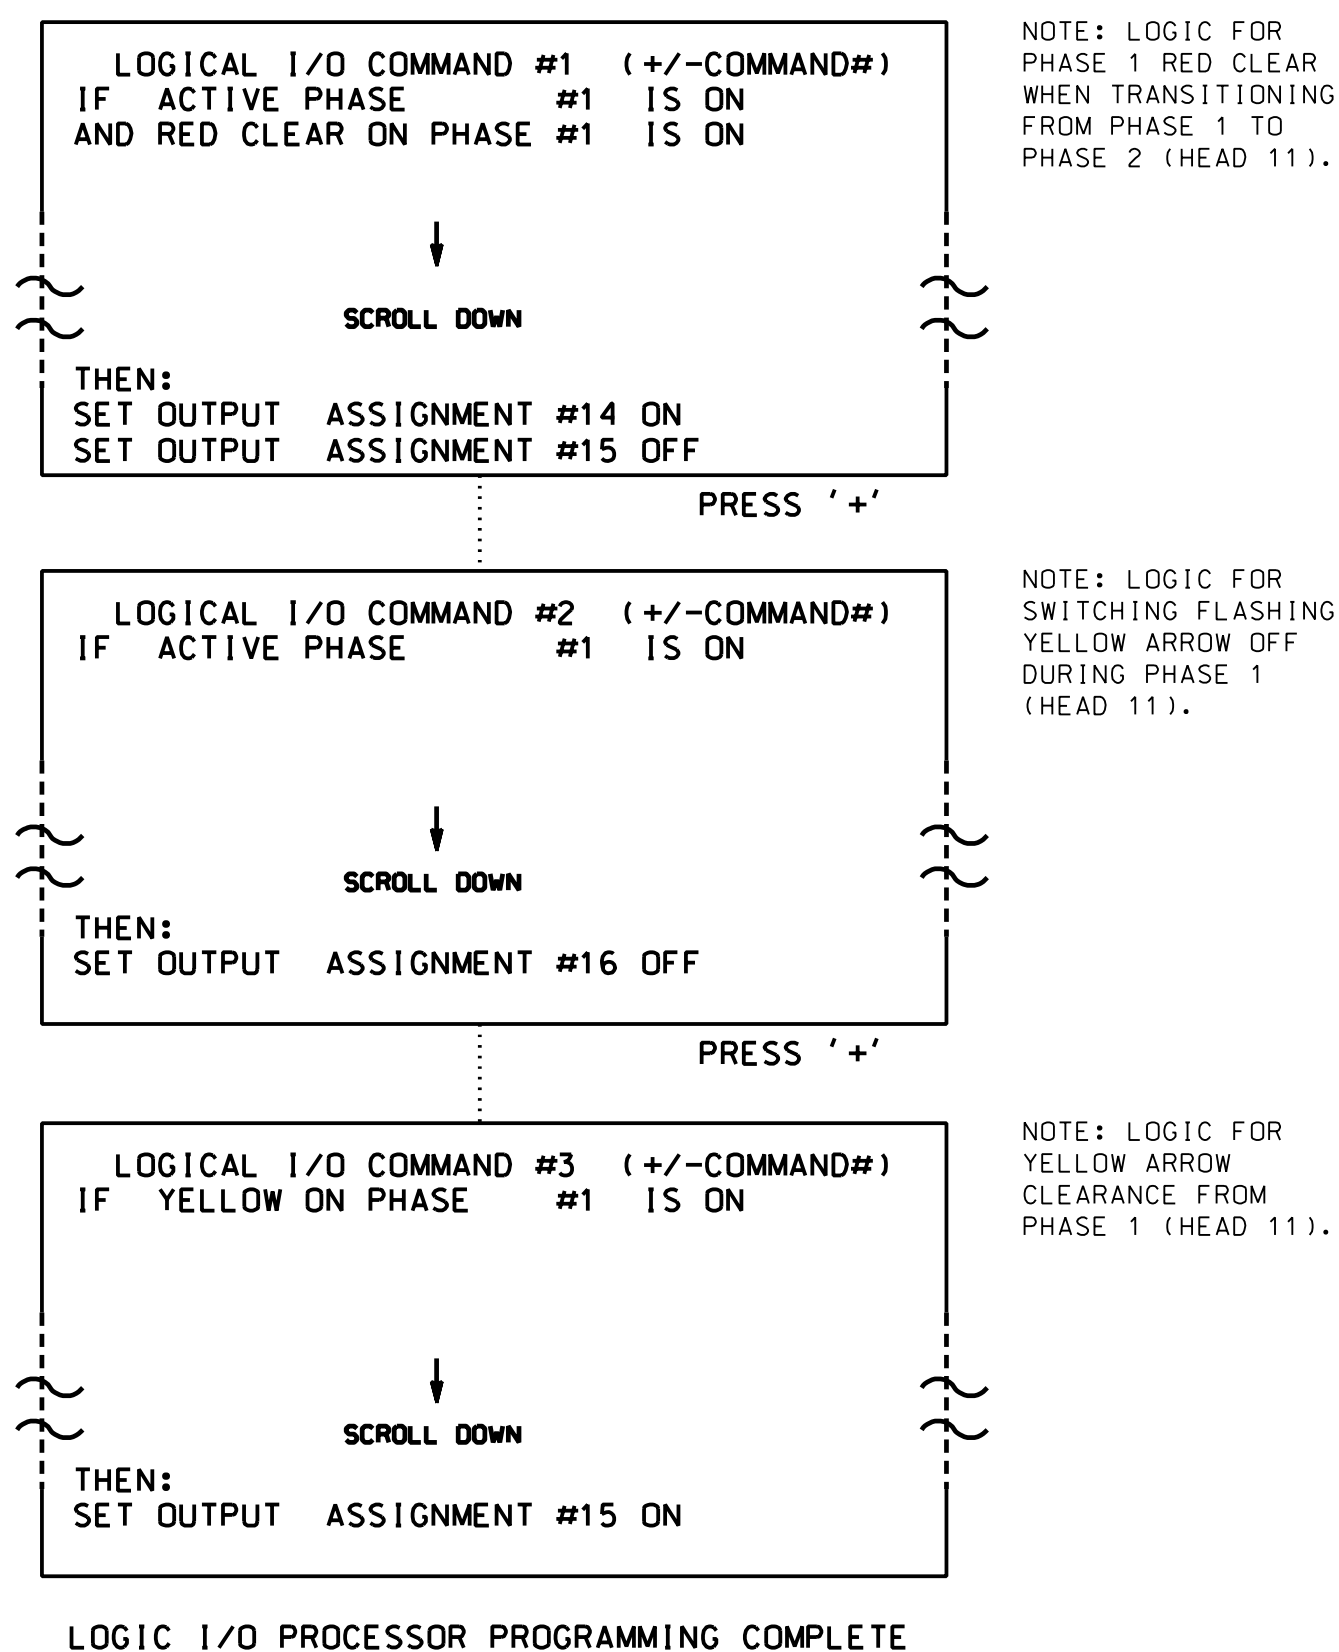 LOGICAL I/O COMMAND #1 (+/-COMMAND#)
IF ACTIVE PHASE #1 IS ON
AND RED CLEAR ON PHASE #1 IS ON
SCROLL DOWN
THEN:
SET OUTPUT ASSIGNMENT #14 ON
SET OUTPUT ASSIGNMENT #15 OFF
PRESS '+'
NOTE: LOGIC FOR
PHASE 1 RED CLEAR
WHEN TRANSITIONING
FROM PHASE 1 TO
PHASE 2 (HEAD 11).
LOGICAL I/O COMMAND #2 (+/-COMMAND#)
IF ACTIVE PHASE #1 IS ON
SCROLL DOWN
THEN:
SET OUTPUT ASSIGNMENT #16 OFF
PRESS '+'
NOTE: LOGIC FOR
SWITCHING FLASHING
YELLOW ARROW OFF
DURING PHASE 1
(HEAD 11).
LOGICAL I/O COMMAND #3 (+/-COMMAND#)
IF YELLOW ON PHASE #1 IS ON
SCROLL DOWN
THEN:
SET OUTPUT ASSIGNMENT #15 ON
NOTE: LOGIC FOR
YELLOW ARROW
CLEARANCE FROM
PHASE 1 (HEAD 11).
LOGIC I/O PROCESSOR PROGRAMMING COMPLETE